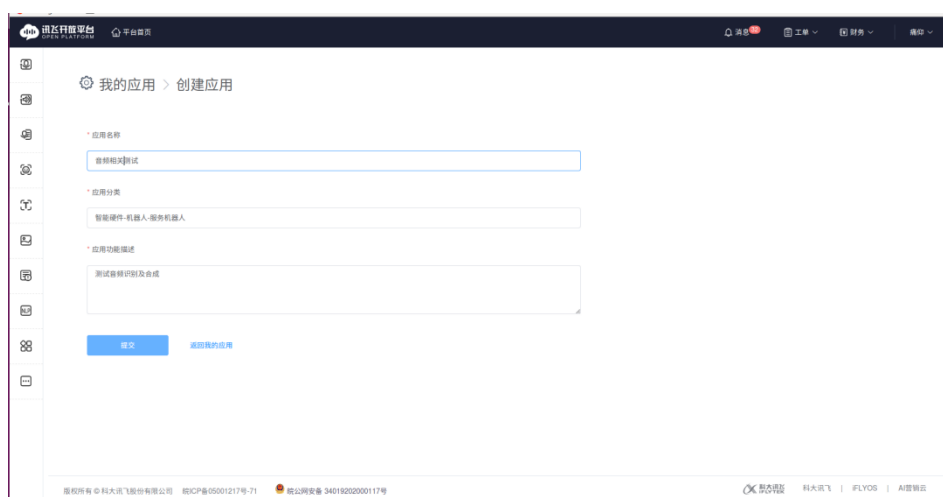 讯飞开放平台
OPEN PLATFORM
平台首页
消息
工单
财务
痛仰
我的应用 > 创建应用
* 应用名称
音频相关测试
* 应用分类
智能硬件-机器人-服务机器人
* 应用功能描述
测试音频识别及合成
提交
返回我的应用
版权所有 © 科大讯飞股份有限公司 皖ICP备05001217号-71 皖公网安备 34019202000117号
科大讯飞
iFLYTEK
科大讯飞 | iFLYOS | AI营销云